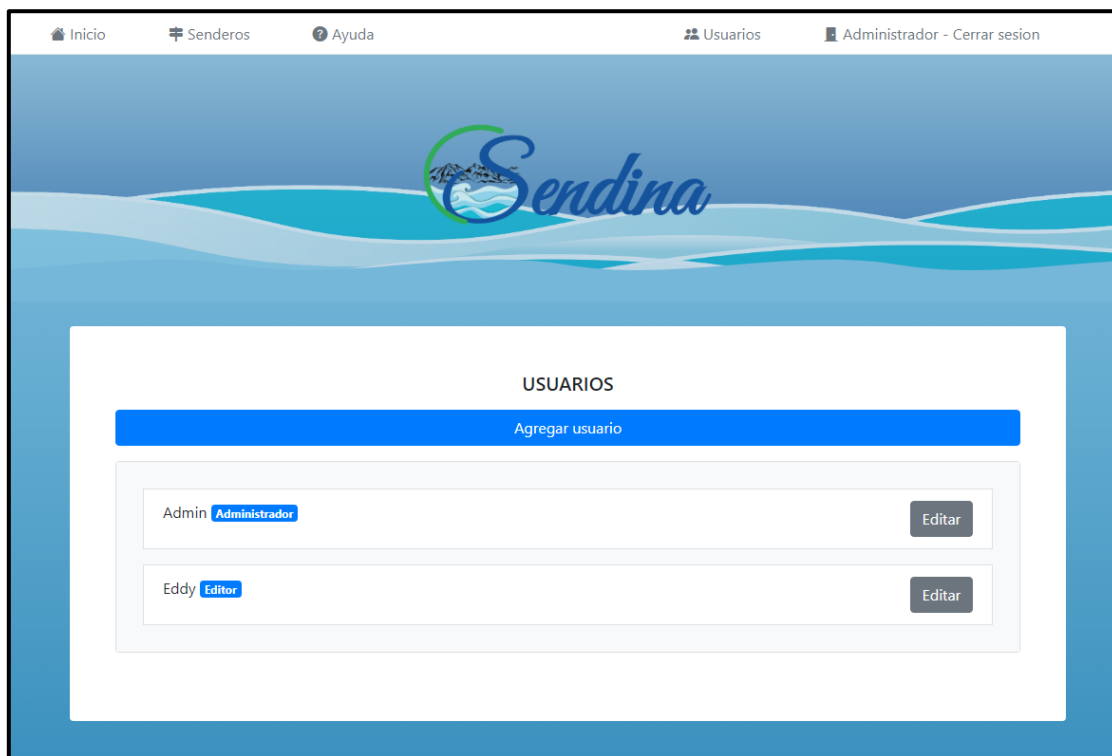 Inicio Senderos Ayuda Usuarios Administrador - Cerrar sesion
Sendina
USUARIOS
Agregar usuario
Admin Administrador Editar
Eddy Editor Editar